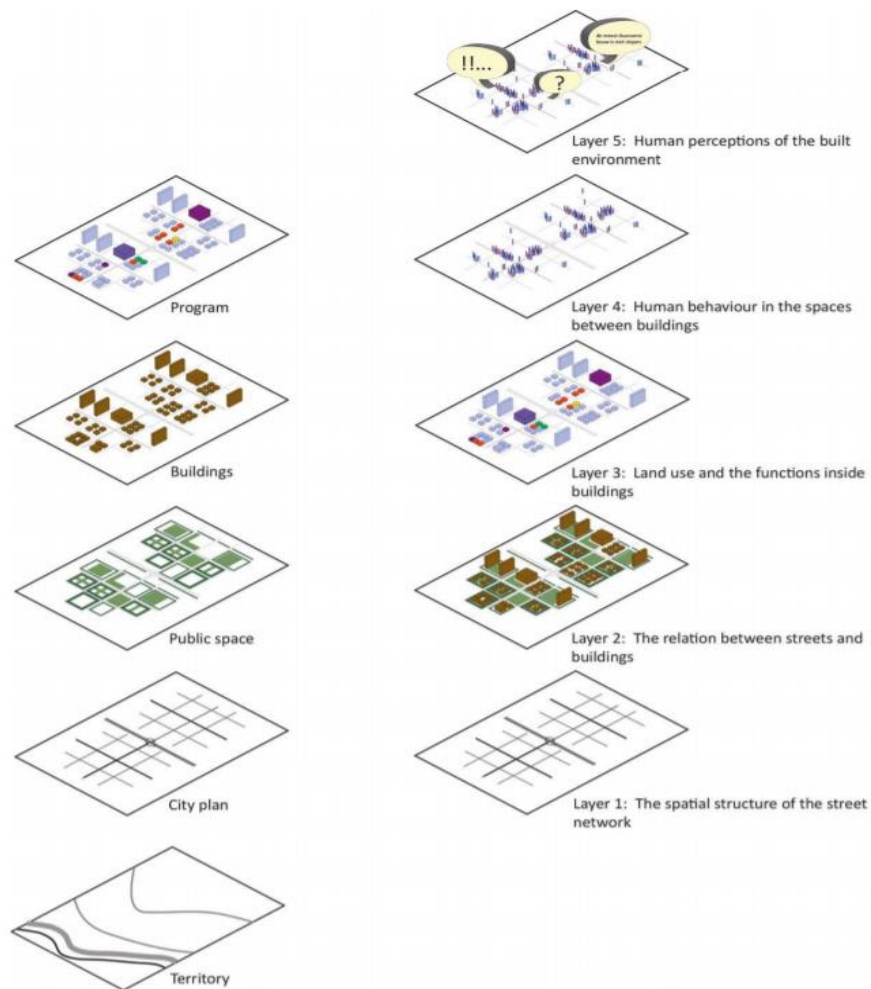 !!...
?
Layer 5: Human perceptions of the built
environment
Program
Layer 4: Human behaviour in the spaces
between buildings
Buildings
Layer 3: Land use and the functions inside
buildings
Public space
Layer 2: The relation between streets and
buildings
City plan
Layer 1: The spatial structure of the street
network
Territory